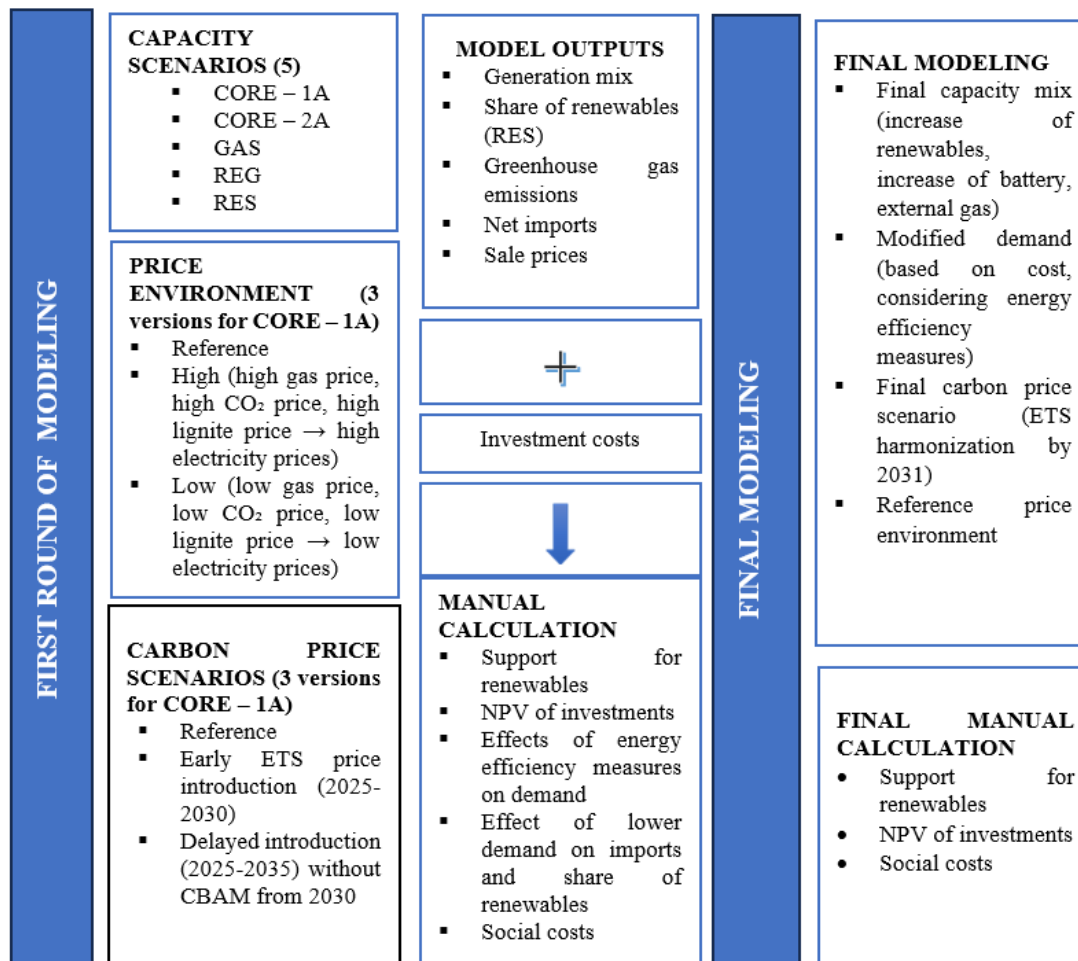 FIRST ROUND OF MODELING
CAPACITY
SCENARIOS (5)
▪ CORE – 1A
▪ CORE – 2A
▪ GAS
▪ REG
▪ RES
PRICE
ENVIRONMENT (3
versions for CORE – 1A)
▪ Reference
▪ High (high gas price,
high CO₂ price, high
lignite price → high
electricity prices)
▪ Low (low gas price,
low CO₂ price, low
lignite price → low
electricity prices)
CARBON PRICE
SCENARIOS (3 versions
for CORE – 1A)
▪ Reference
▪ Early ETS price
introduction (2025-
2030)
▪ Delayed introduction
(2025-2035) without
CBAM from 2030
MODEL OUTPUTS
▪ Generation mix
▪ Share of renewables
(RES)
▪ Greenhouse gas
emissions
▪ Net imports
▪ Sale prices
Investment costs
MANUAL
CALCULATION
▪ Support for
renewables
▪ NPV of investments
▪ Effects of energy
efficiency measures
on demand
▪ Effect of lower
demand on imports
and share of
renewables
▪ Social costs
FINAL MODELING
FINAL MODELING
▪ Final capacity mix
(increase of
renewables,
increase of battery,
external gas)
▪ Modified demand
(based on cost,
considering energy
efficiency
measures)
▪ Final carbon price
scenario (ETS
harmonization by
2031)
▪ Reference price
environment
FINAL MANUAL
CALCULATION
● Support for
renewables
● NPV of investments
● Social costs